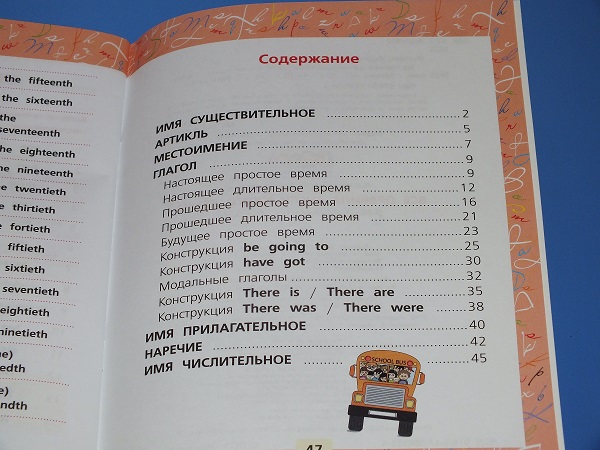 the fifteenth
the sixteenth
the
seventeenth
the eighteenth
the nineteenth
the twentieth
the thirtieth
the fortieth
fiftieth
sixtieth
seventieth
eightieth
ninetieth
Содержание
ИМЯ СУЩЕСТВИТЕЛЬНОЕ 2
АРТИКЛЬ 5
МЕСТОИМЕНИЕ 7
ГЛАГОЛ 9
Настоящее простое время 9
Настоящее длительное время 12
Прошедшее простое время 16
Прошедшее длительное время 21
Будущее простое время 23
Конструкция be going to 25
Конструкция have got 30
Модальные глаголы 32
Конструкция There is / There are 35
Конструкция There was / There were 38
ИМЯ ПРИЛАГАТЕЛЬНОЕ 40
НАРЕЧИЕ 42
ИМЯ ЧИСЛИТЕЛЬНОЕ 45
SCHOOL BUS
47